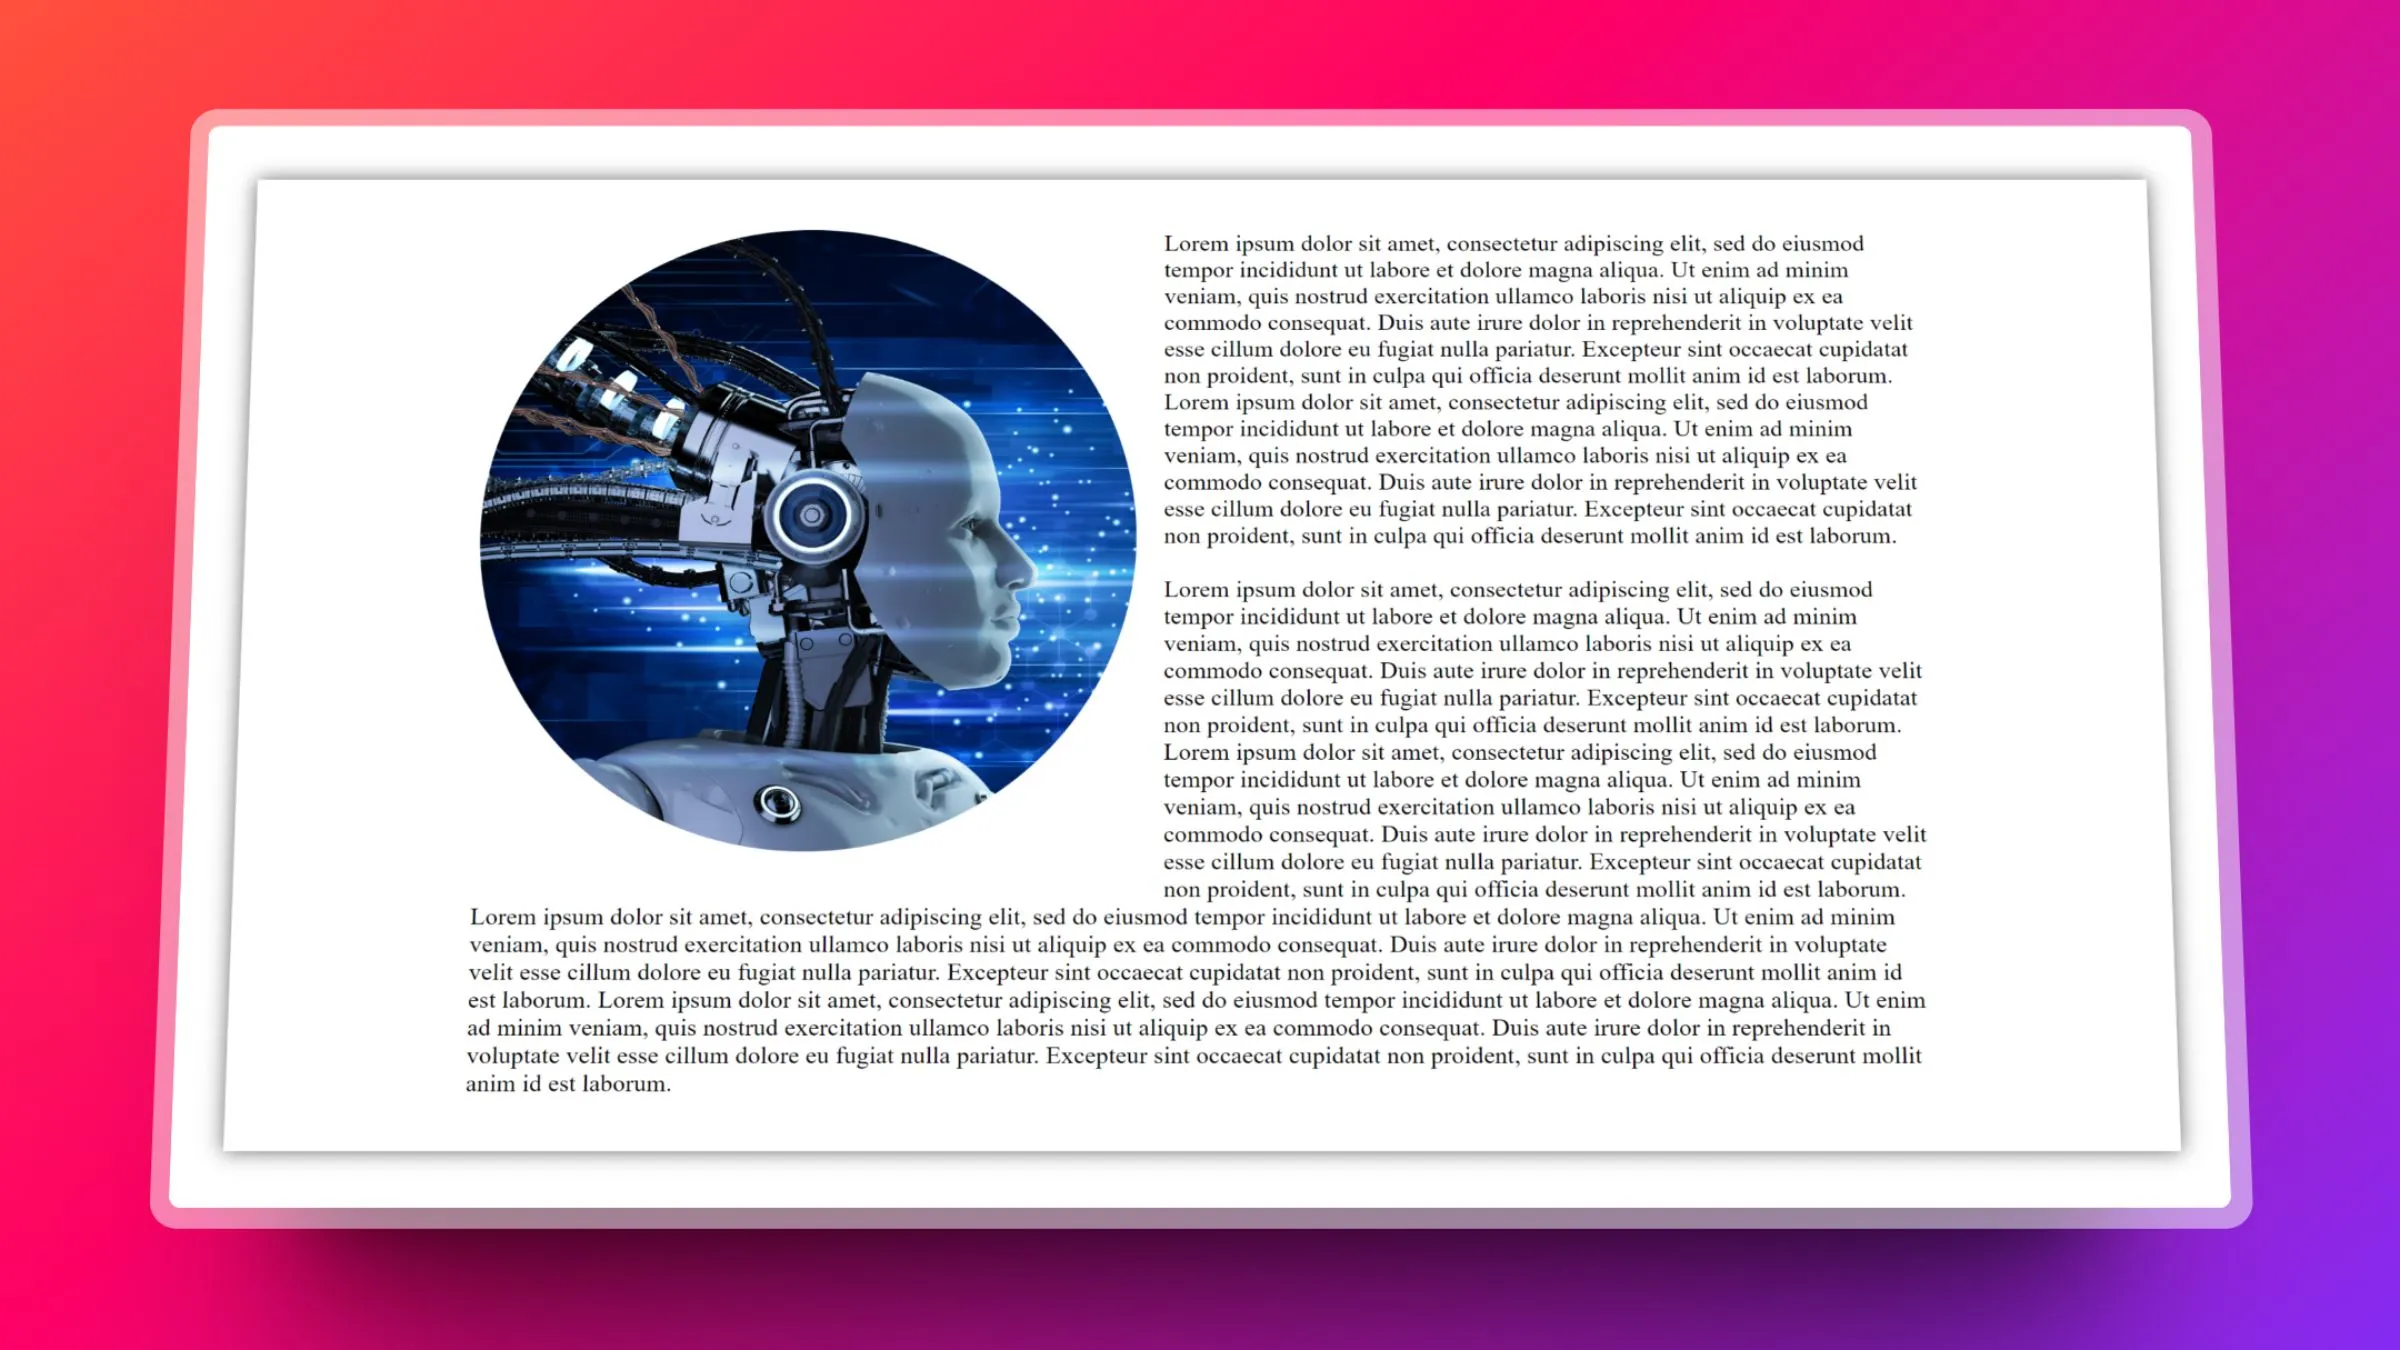 Lorem ipsum dolor sit amet, consectetur adipiscing elit, sed do eiusmod
tempor incididunt ut labore et dolore magna aliqua. Ut enim ad minim
veniam, quis nostrud exercitation ullamco laboris nisi ut aliquip ex ea
commodo consequat. Duis aute irure dolor in reprehenderit in voluptate velit
esse cillum dolore eu fugiat nulla pariatur. Excepteur sint occaecat cupidatat
non proident, sunt in culpa qui officia deserunt mollit anim id est laborum.
Lorem ipsum dolor sit amet, consectetur adipiscing elit, sed do eiusmod
tempor incididunt ut labore et dolore magna aliqua. Ut enim ad minim
veniam, quis nostrud exercitation ullamco laboris nisi ut aliquip ex ea
commodo consequat. Duis aute irure dolor in reprehenderit in voluptate velit
esse cillum dolore eu fugiat nulla pariatur. Excepteur sint occaecat cupidatat
non proident, sunt in culpa qui officia deserunt mollit anim id est laborum.
Lorem ipsum dolor sit amet, consectetur adipiscing elit, sed do eiusmod
tempor incididunt ut labore et dolore magna aliqua. Ut enim ad minim
veniam, quis nostrud exercitation ullamco laboris nisi ut aliquip ex ea
commodo consequat. Duis aute irure dolor in reprehenderit in voluptate velit
esse cillum dolore eu fugiat nulla pariatur. Excepteur sint occaecat cupidatat
non proident, sunt in culpa qui officia deserunt mollit anim id est laborum.
Lorem ipsum dolor sit amet, consectetur adipiscing elit, sed do eiusmod
tempor incididunt ut labore et dolore magna aliqua. Ut enim ad minim
veniam, quis nostrud exercitation ullamco laboris nisi ut aliquip ex ea
commodo consequat. Duis aute irure dolor in reprehenderit in voluptate velit
esse cillum dolore eu fugiat nulla pariatur. Excepteur sint occaecat cupidatat
non proident, sunt in culpa qui officia deserunt mollit anim id est laborum.
Lorem ipsum dolor sit amet, consectetur adipiscing elit, sed do eiusmod tempor incididunt ut labore et dolore magna aliqua. Ut enim ad minim
veniam, quis nostrud exercitation ullamco laboris nisi ut aliquip ex ea commodo consequat. Duis aute irure dolor in reprehenderit in voluptate
velit esse cillum dolore eu fugiat nulla pariatur. Excepteur sint occaecat cupidatat non proident, sunt in culpa qui officia deserunt mollit anim id
est laborum. Lorem ipsum dolor sit amet, consectetur adipiscing elit, sed do eiusmod tempor incididunt ut labore et dolore magna aliqua. Ut enim
ad minim veniam, quis nostrud exercitation ullamco laboris nisi ut aliquip ex ea commodo consequat. Duis aute irure dolor in reprehenderit in
voluptate velit esse cillum dolore eu fugiat nulla pariatur. Excepteur sint occaecat cupidatat non proident, sunt in culpa qui officia deserunt mollit
anim id est laborum.